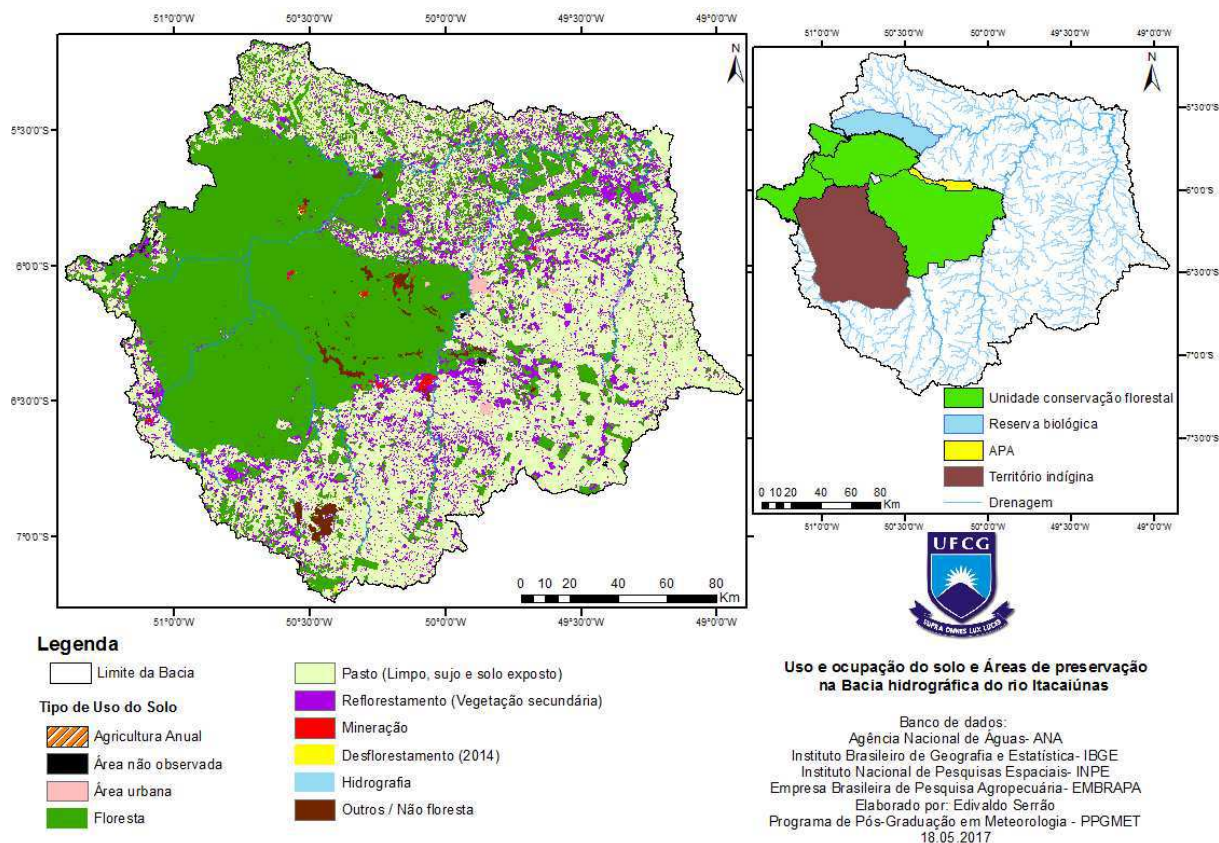 51°0'0"W 50°30'0"W 50°0'0"W 49°30'0"W 49°0'0"W
N
5°30'0"S
6°0'0"S
6°30'0"S
7°0'0"S
0 10 20 40 60 80
Km
51°0'0"W 50°30'0"W 50°0'0"W 49°30'0"W 49°0'0"W
51°0'0"W 50°30'0"W 50°0'0"W 49°30'0"W 49°0'0"W
N
5°30'0"S
6°0'0"S
6°30'0"S
7°0'0"S
7°30'0"S
Unidade conservação florestal
Reserva biológica
APA
Território indígina
Drenagem
0 10 20 40 60 80
Km
51°0'0"W 50°30'0"W 50°0'0"W 49°30'0"W 49°0'0"W
Legenda
Limite da Bacia
Tipo de Uso do Solo
Agricultura Anual
Área não observada
Área urbana
Floresta
Pasto (Limpo, sujo e solo exposto)
Reflorestamento (Vegetação secundária)
Mineração
Desflorestamento (2014)
Hidrografia
Outros / Não floresta
UFCG
SUPRA OMNES LUX LUCES
Uso e ocupação do solo e Áreas de preservação
na Bacia hidrográfica do rio Itacaiúnas
Banco de dados:
Agência Nacional de Águas- ANA
Instituto Brasileiro de Geografia e Estatística- IBGE
Instituto Nacional de Pesquisas Espaciais- INPE
Empresa Brasileira de Pesquisa Agropecuária- EMBRAPA
Elaborado por: Edivaldo Serrão
Programa de Pós-Graduação em Meteorologia - PPGMET
18.05.2017